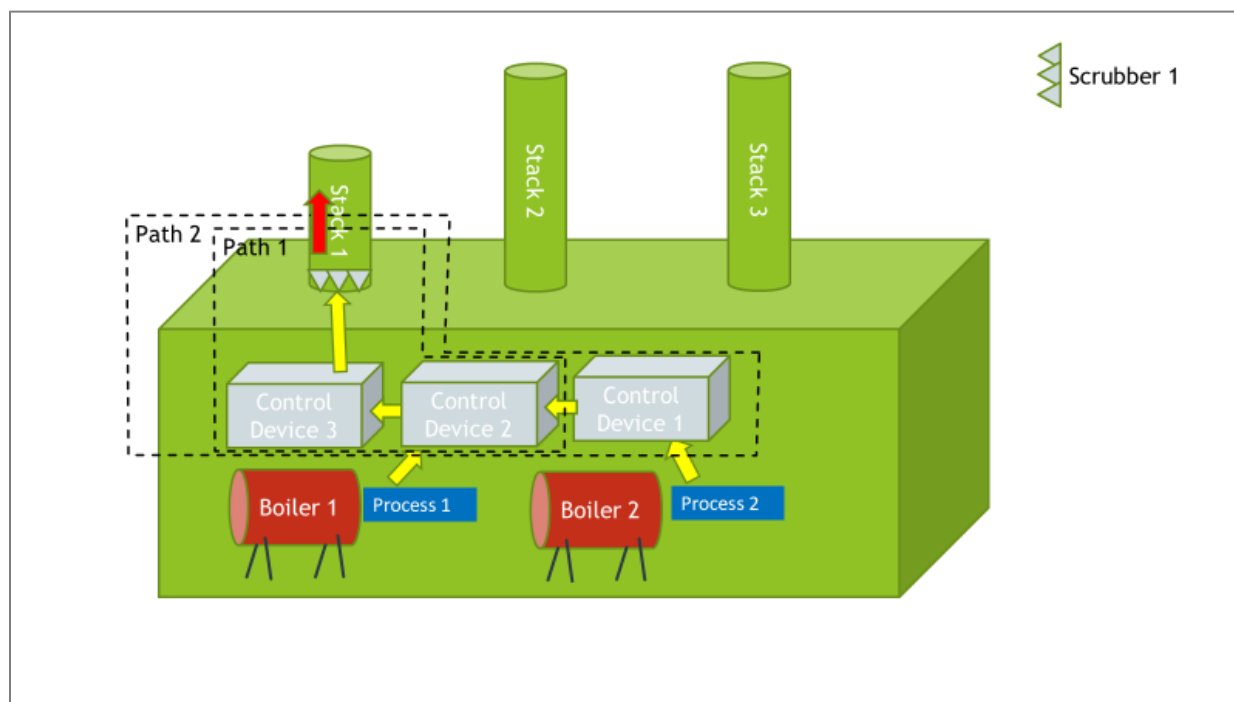 Scrubber 1
Stack 1
Stack 2
Stack 3
Path 2
Path 1
Control
Device 3
Control
Device 2
Control
Device 1
Boiler 1
Process 1
Boiler 2
Process 2